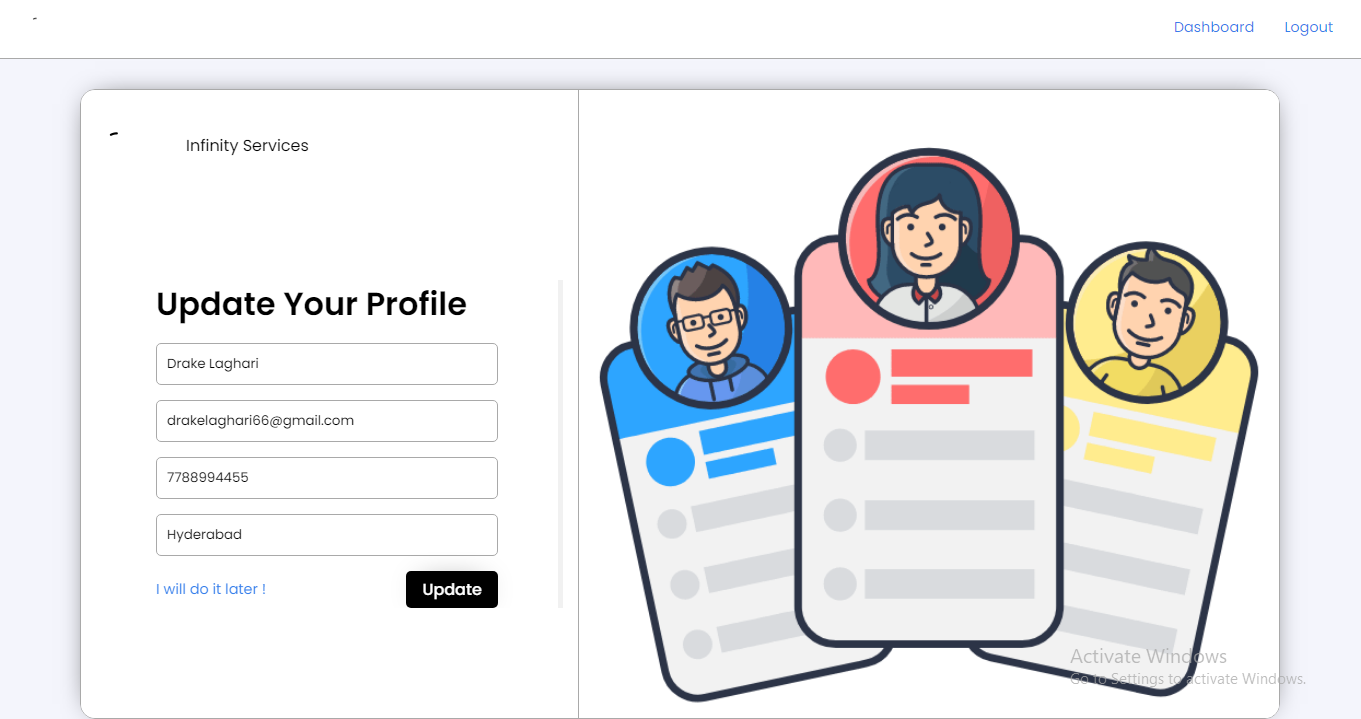 Dashboard Logout
Infinity Services
Update Your Profile
Drake Laghari
drakelaghari66@gmail.com
7788994455
Hyderabad
I will do it later !
Update
Activate Windows
Go to Settings to activate Windows.